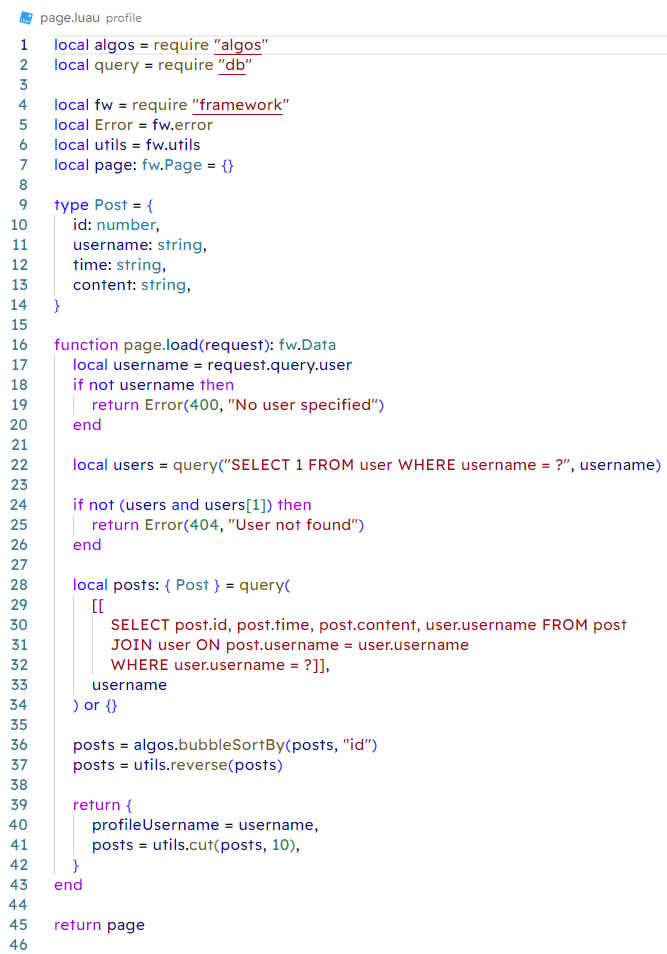 page.luau profile
1 local algos = require "algos"
2 local query = require "db"
3
4 local fw = require "framework"
5 local Error = fw.error
6 local utils = fw.utils
7 local page: fw.Page = {}
8
9 type Post = {
10     id: number,
11     username: string,
12     time: string,
13     content: string,
14 }
15
16 function page.load(request): fw.Data
17     local username = request.query.user
18     if not username then
19         return Error(400, "No user specified")
20     end
21
22     local users = query("SELECT 1 FROM user WHERE username = ?", username)
23
24     if not (users and users[1]) then
25         return Error(404, "User not found")
26     end
27
28     local posts: { Post } = query(
29         [[
30             SELECT post.id, post.time, post.content, user.username FROM post
31             JOIN user ON post.username = user.username
32             WHERE user.username = ?]],
33         username
34     ) or {}
35
36     posts = algos.bubbleSortBy(posts, "id")
37     posts = utils.reverse(posts)
38
39     return {
40         profileUsername = username,
41         posts = utils.cut(posts, 10),
42     }
43 end
44
45 return page
46